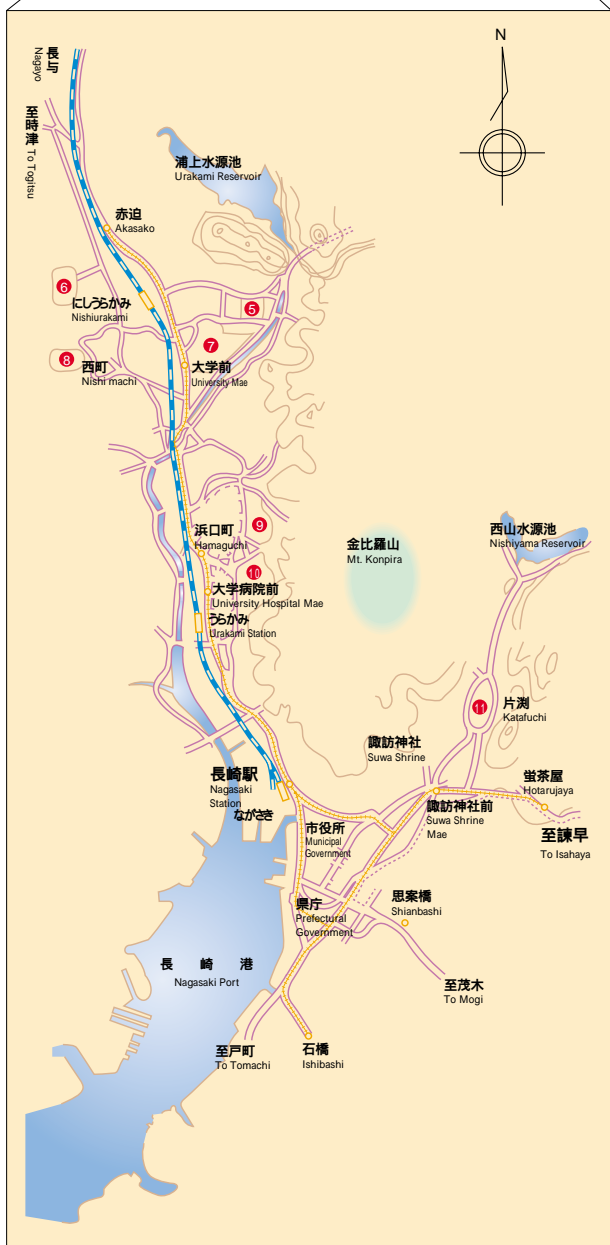 N
長与
Nagayo
至時津 To Togitsu
浦上水源池
Urakami Reservoir
赤迫
Akasako
6
にしうらかみ
Nishiurakami
5
7
8
西町
Nishi machi
大学前
University Mae
浜口町
Hamaguchi
9
10
大学病院前
University Hospital Mae
うらかみ
Urakami Station
金比羅山
Mt. Konpira
西山水源池
Nishiyama Reservoir
11
片渕
Katafuchi
諏訪神社
Suwa Shrine
蛍茶屋
Hotarujaya
長崎駅
Nagasaki
Station
ながさき
諏訪神社前
Suwa Shrine
Mae
至諫早
To Isahaya
市役所
Municipal
Government
県庁
Prefectural
Government
思案橋
Shianbashi
長 崎 港
Nagasaki Port
至茂木
To Mogi
至戸町
To Tomachi
石橋
Ishibashi